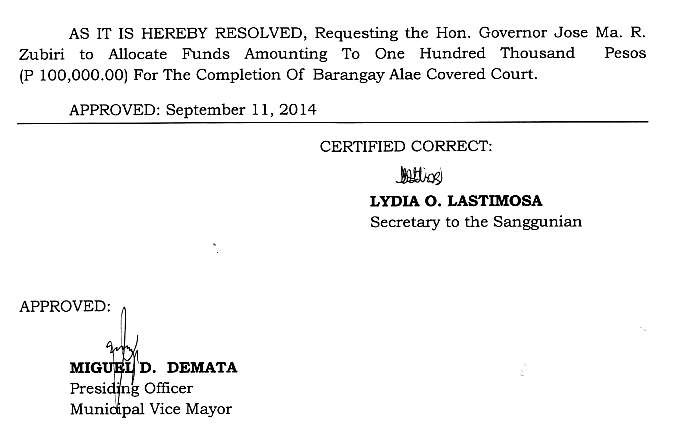 AS IT IS HEREBY RESOLVED, Requesting the Hon. Governor Jose Ma. R.
Zubiri to Allocate Funds Amounting To One Hundred Thousand Pesos
(P 100,000.00) For The Completion Of Barangay Alae Covered Court.
APPROVED: September 11, 2014
CERTIFIED CORRECT:
LYDIA O. LASTIMOSA
Secretary to the Sanggunian
APPROVED:
MIGUEL D. DEMATA
Presiding Officer
Municipal Vice Mayor